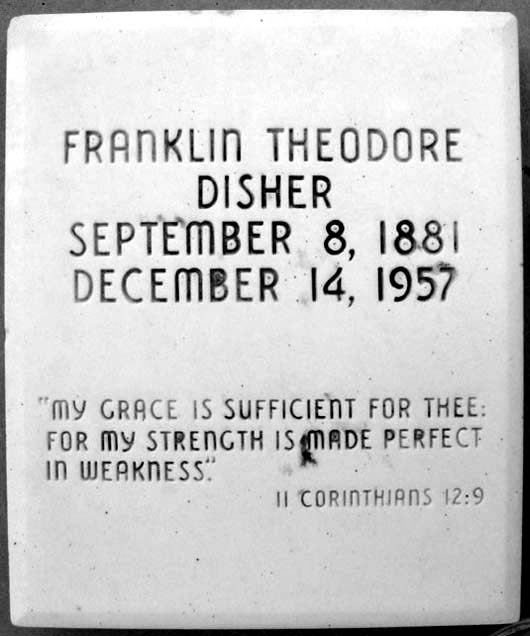 FRANKLIN THEODORE
DISHER
SEPTEMBER 8, 1881
DECEMBER 14, 1957
"MY GRACE IS SUFFICIENT FOR THEE:
FOR MY STRENGTH IS MADE PERFECT
IN WEAKNESS."
II CORINTHIANS 12:9